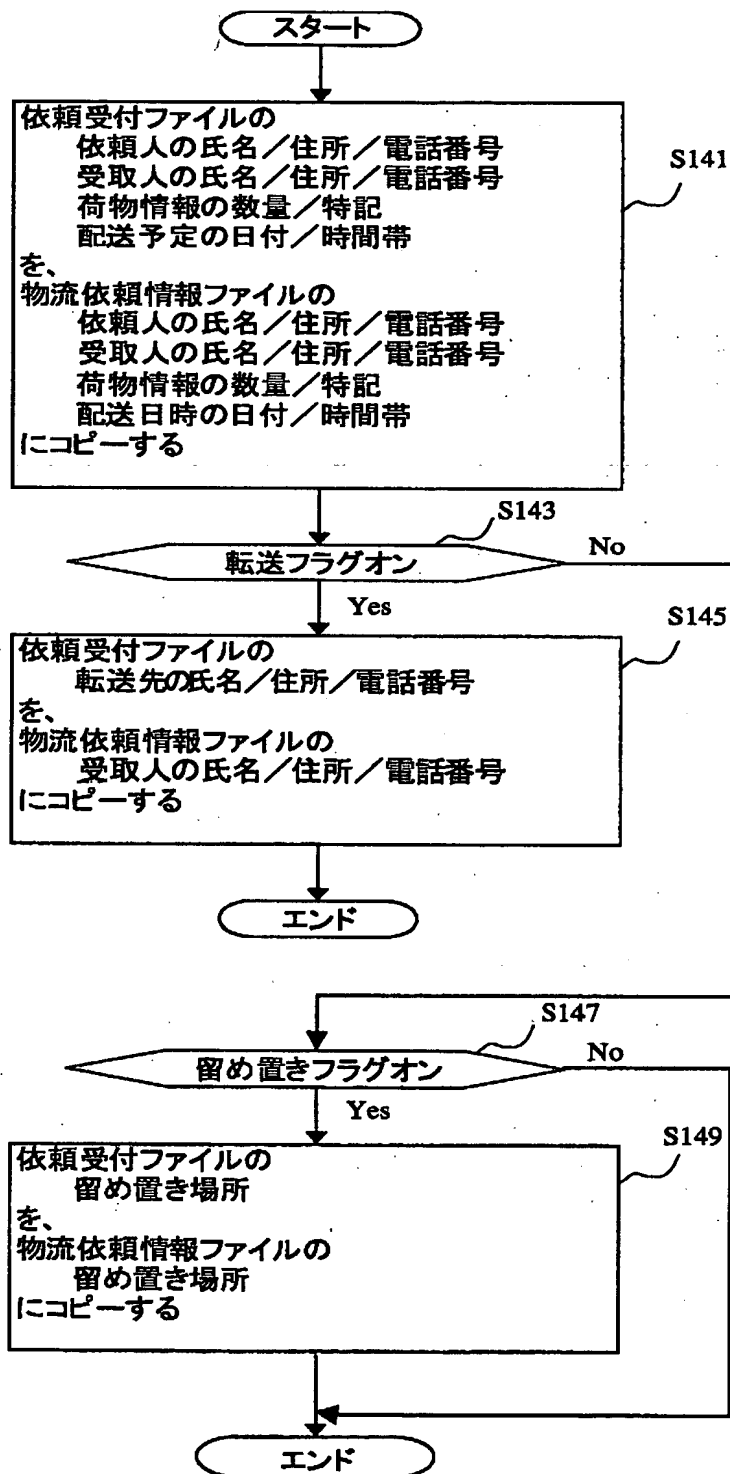 スタート
依頼受付ファイルの
依頼人の氏名／住所／電話番号
受取人の氏名／住所／電話番号
荷物情報の数量／特記
配送予定の日付／時間帯
を、
物流依頼情報ファイルの
依頼人の氏名／住所／電話番号
受取人の氏名／住所／電話番号
荷物情報の数量／特記
配送日時の日付／時間帯
にコピーする
S141
S143
転送フラグオン
No
Yes
S145
依頼受付ファイルの
転送先の氏名／住所／電話番号
を、
物流依頼情報ファイルの
受取人の氏名／住所／電話番号
にコピーする
エンド
S147
留め置きフラグオン
No
Yes
S149
依頼受付ファイルの
留め置き場所
を、
物流依頼情報ファイルの
留め置き場所
にコピーする
エンド